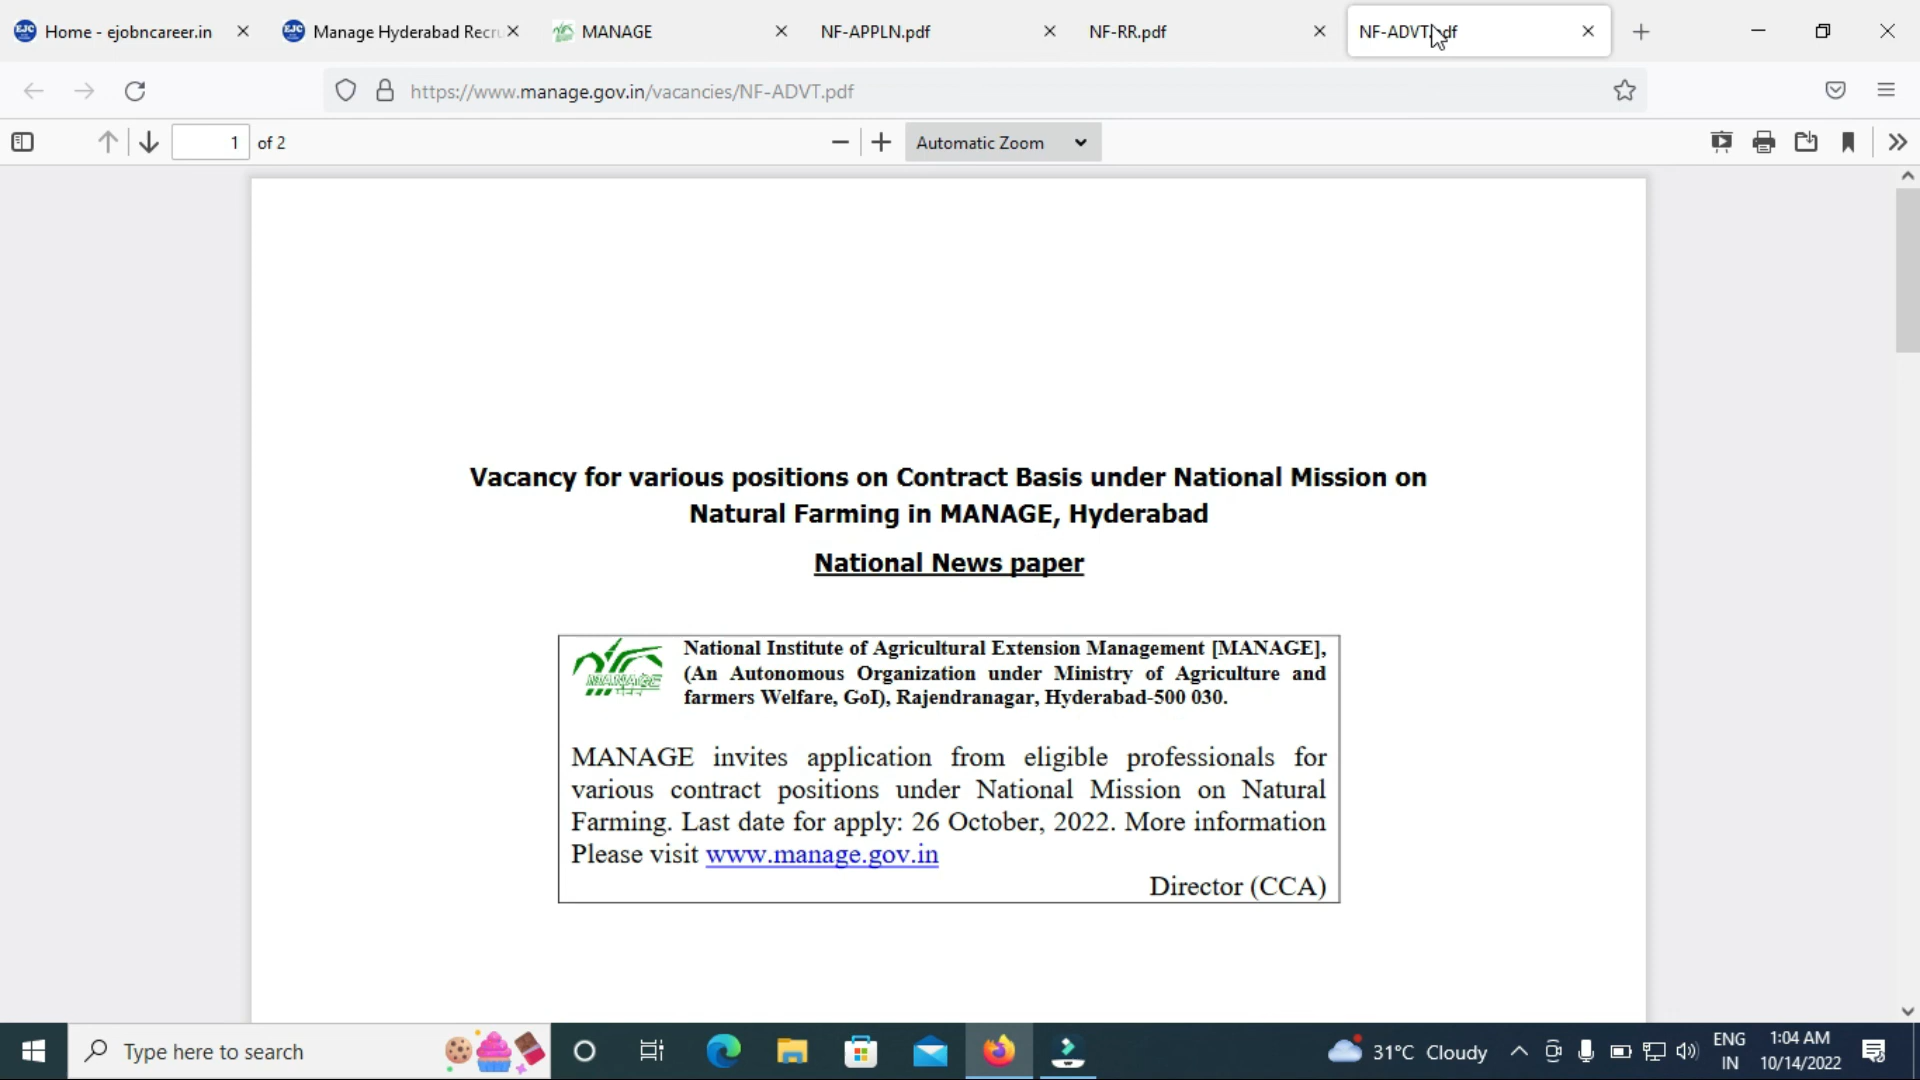 Home - ejobncareer.in
Manage Hyderabad Recru
MANAGE
NF-APPLN.pdf
NF-RR.pdf
NF-ADVT.pdf
https://www.manage.gov.in/vacancies/NF-ADVT.pdf
1 of 2
Automatic Zoom
Vacancy for various positions on Contract Basis under National Mission on
Natural Farming in MANAGE, Hyderabad
National News paper
MANAGE
National Institute of Agricultural Extension Management [MANAGE],
(An Autonomous Organization under Ministry of Agriculture and
farmers Welfare, GoI), Rajendranagar, Hyderabad-500 030.
MANAGE invites application from eligible professionals for
various contract positions under National Mission on Natural
Farming. Last date for apply: 26 October, 2022. More information
Please visit www.manage.gov.in
Director (CCA)
Type here to search
31°C Cloudy
ENG
IN
1:04 AM
10/14/2022